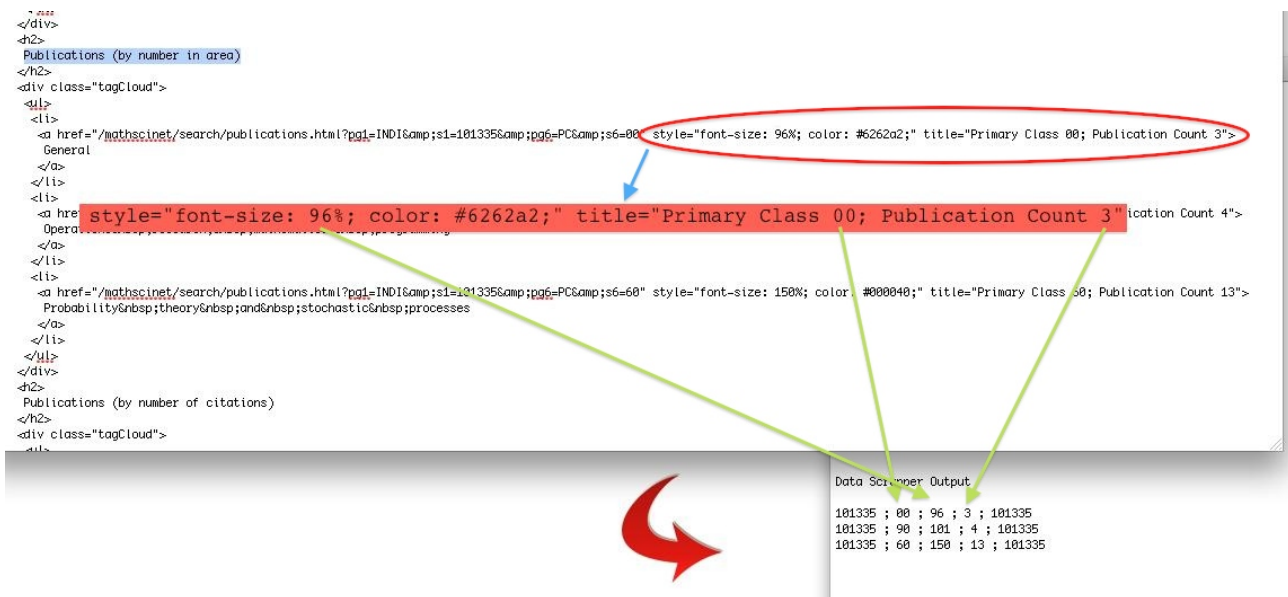 </div>
<h2>
Publications (by number in area)
</h2>
<div class="tagCloud">
<ul>
<li>
<a href="/mathscinet/search/publications.html?pg1=INDI&amp;s1=101335&amp;pg6=PC&amp;s6=00" style="font-size: 96%; color: #6262a2;" title="Primary Class 00; Publication Count 3">
General
</a>
</li>
<li>
<a hre
style="font-size: 96%; color: #6262a2;" title="Primary Class 00; Publication Count 3"
ication Count 4">
</a>
</li>
<li>
<a href="/mathscinet/search/publications.html?pg1=INDI&amp;s1=101335&amp;pg6=PC&amp;s6=60" style="font-size: 150%; color: #000040;" title="Primary Class 60; Publication Count 13">
Probability&nbsp;theory&nbsp;and&nbsp;stochastic&nbsp;processes
</a>
</li>
</ul>
</div>
<h2>
Publications (by number of citations)
</h2>
<div class="tagCloud">
Data Scrapper Output
101335 ; 00 ; 96 ; 3 ; 101335
101335 ; 90 ; 101 ; 4 ; 101335
101335 ; 60 ; 150 ; 13 ; 101335